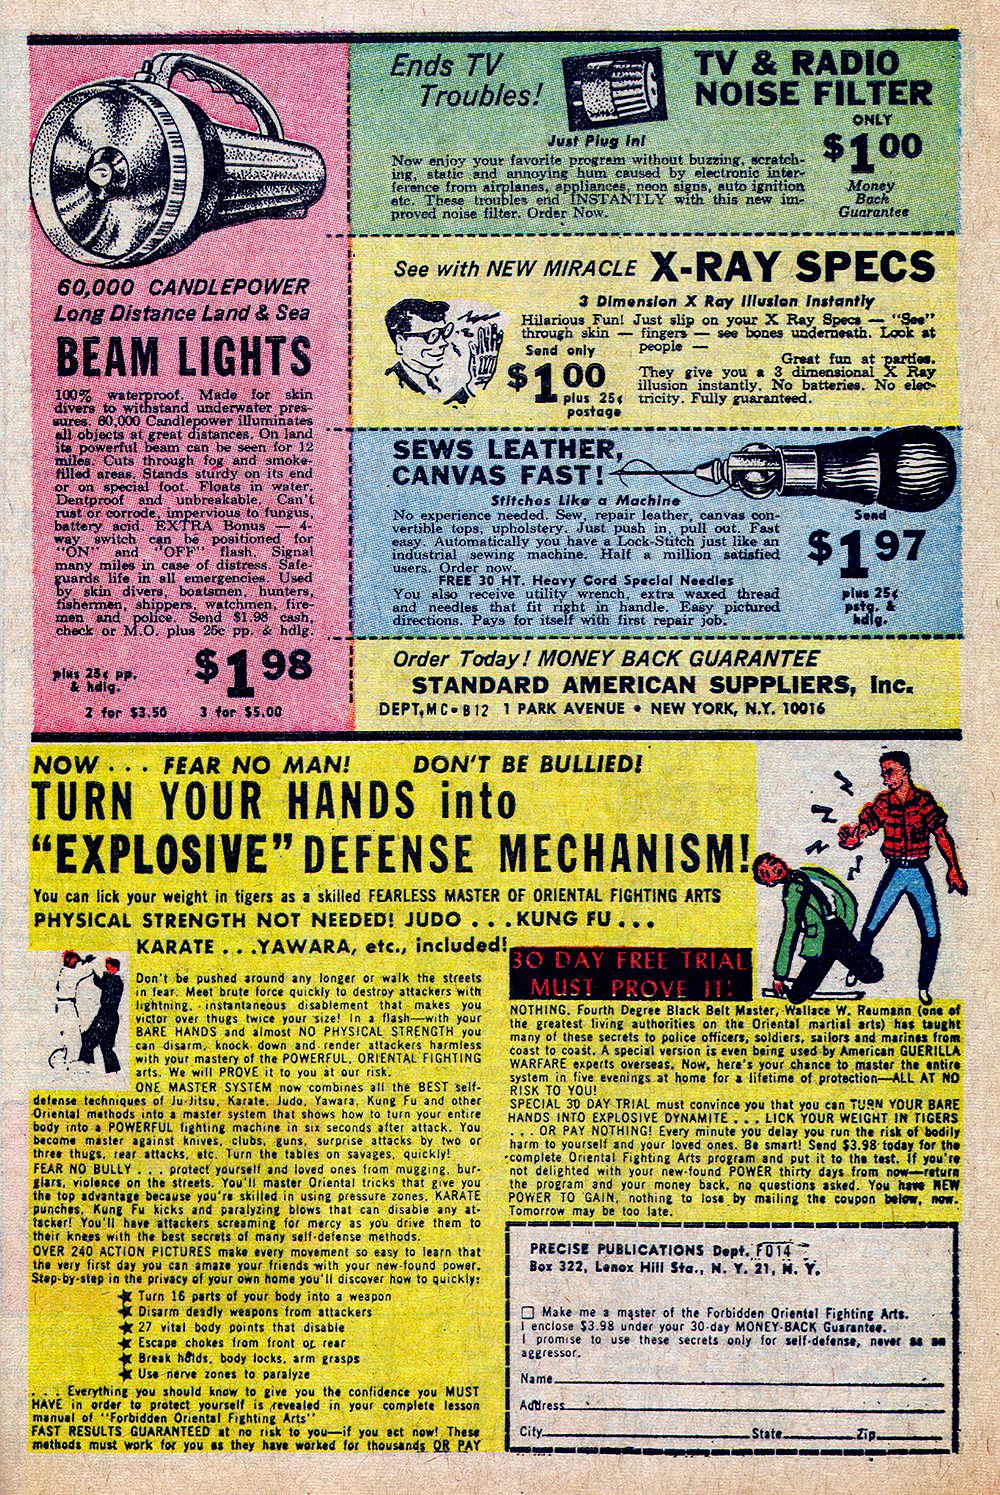 60,000 CANDLEPOWER
Long Distance Land & Sea
BEAM LIGHTS
100% waterproof. Made for skin
divers to withstand underwater pres-
sures. 60,000 Candlepower illuminates
all objects at great distances. On land
its powerful beam can be seen for 12
miles. Cuts through fog and smoke-
filled areas. Stands sturdy on its end
or on special foot. Floats in water.
Dentproof and unbreakable. Can't
rust or corrode, impervious to fungus,
battery acid. EXTRA Bonus — 4-
way switch can be positioned for
"ON" and "OFF" flash. Signal
many miles in case of distress. Safe-
guards life in all emergencies. Used
by skin divers, boatsmen, hunters,
fishermen, shippers, watchmen, fire-
men and police. Send $1.98 cash,
check or M.O. plus 25c pp. & hdlg.
plus 25¢ pp.
& hdlg.
$1.98
2 for $3.50 3 for $5.00
Ends TV
Troubles!
TV & RADIO
NOISE FILTER
Just Plug In!
Now enjoy your favorite program without buzzing, scratch-
ing, static and annoying hum caused by electronic inter-
ference from airplanes, appliances, neon signs, auto ignition
etc. These troubles end INSTANTLY with this new im-
proved noise filter. Order Now.
ONLY
$1.00
Money
Back
Guarantee
See with NEW MIRACLE X-RAY SPECS
3 Dimension X Ray Illusion Instantly
Hilarious Fun! Just slip on your X Ray Specs — "See"
through skin — fingers — see bones underneath. Look at
people —
Great fun at parties.
They give you a 3 dimensional X Ray
illusion instantly. No batteries. No elec-
tricity. Fully guaranteed.
Send only
$1.00
plus 25¢
postage
SEWS LEATHER,
CANVAS FAST!
Stitches Like a Machine
No experience needed. Sew, repair leather, canvas con-
vertible tops, upholstery. Just push in, pull out. Fast
easy. Automatically you have a Lock-Stitch just like an
industrial sewing machine. Half a million satisfied
users. Order now.
FREE 30 HT. Heavy Cord Special Needles
You also receive utility wrench, extra waxed thread
and needles that fit right in handle. Easy pictured
directions. Pays for itself with first repair job.
Send
$1.97
plus 25¢
pstg. &
hdlg.
Order Today! MONEY BACK GUARANTEE
STANDARD AMERICAN SUPPLIERS, Inc.
DEPT, MC-B12 1 PARK AVENUE • NEW YORK, N.Y. 10016
NOW . . . FEAR NO MAN! DON'T BE BULLIED!
TURN YOUR HANDS into
"EXPLOSIVE" DEFENSE MECHANISM!
You can lick your weight in tigers as a skilled FEARLESS MASTER OF ORIENTAL FIGHTING ARTS
PHYSICAL STRENGTH NOT NEEDED! JUDO . . . KUNG FU . . .
KARATE . . . YAWARA, etc., included!
Don't be pushed around any longer or walk the streets
in fear. Meet brute force quickly to destroy attackers with
lightning, instantaneous disablement that makes you
victor over thugs twice your size! In a flash—with your
BARE HANDS and almost NO PHYSICAL STRENGTH you
can disarm, knock down and render attackers harmless
with your mastery of the POWERFUL, ORIENTAL FIGHTING
arts. We will PROVE it to you at our risk.
ONE MASTER SYSTEM now combines all the BEST self-
defense techniques of Ju-Jitsu, Karate, Judo, Yawara, Kung Fu and other
Oriental methods into a master system that shows how to turn your entire
body into a POWERFUL fighting machine in six seconds after attack. You
become master against knives, clubs, guns, surprise attacks by two or
three thugs, rear attacks, etc. Turn the tables on savages, quickly!
FEAR NO BULLY . . . protect yourself and loved ones from mugging, bur-
glars, violence on the streets. You'll master Oriental tricks that give you
the top advantage because you're skilled in using pressure zones, KARATE
punches, Kung Fu kicks and paralyzing blows that can disable any at-
tacker! You'll have attackers screaming for mercy as you drive them to
their knees with the best secrets of many self-defense methods.
OVER 240 ACTION PICTURES make every movement so easy to learn that
the very first day you can amaze your friends with your new-found power.
Step-by-step in the privacy of your own home you'll discover how to quickly:
★ Turn 16 parts of your body into a weapon
★ Disarm deadly weapons from attackers
★ 27 vital body points that disable
★ Escape chokes from front or rear
★ Break holds, body locks, arm grasps
★ Use nerve zones to paralyze
. . . Everything you should know to give you the confidence you MUST
HAVE in order to protect yourself is revealed in your complete lesson
manual of "Forbidden Oriental Fighting Arts"
FAST RESULTS GUARANTEED at no risk to you—if you act now! These
methods must work for you as they have worked for thousands OR PAY
30 DAY FREE TRIAL
MUST PROVE IT!
NOTHING. Fourth Degree Black Belt Master, Wallace W. Reumann (one of
the greatest living authorities on the Oriental martial arts) has taught
many of these secrets to police officers, soldiers, sailors and marines from
coast to coast. A special version is even being used by American GUERILLA
WARFARE experts overseas. Now, here's your chance to master the entire
system in five evenings at home for a lifetime of protection—ALL AT NO
RISK TO YOU!
SPECIAL 30 DAY TRIAL must convince you that you can TURN YOUR BARE
HANDS INTO EXPLOSIVE DYNAMITE . . . LICK YOUR WEIGHT IN TIGERS
. . . OR PAY NOTHING! Every minute you delay you run the risk of bodily
harm to yourself and your loved ones. Be smart! Send $3.98 today for the
complete Oriental Fighting Arts program and put it to the test. If you're
not delighted with your new-found POWER thirty days from now—return
the program and your money back, no questions asked. You have NEW
POWER TO GAIN, nothing to lose by mailing the coupon below, now.
Tomorrow may be too late.
PRECISE PUBLICATIONS Dept. FO14
Box 322, Lenox Hill Sta., N. Y. 21, N. Y.
Make me a master of the Forbidden Oriental Fighting Arts.
I enclose $3.98 under your 30-day MONEY-BACK Guarantee.
I promise to use these secrets only for self-defense, never as an
aggressor.
Name
Address
City State Zip